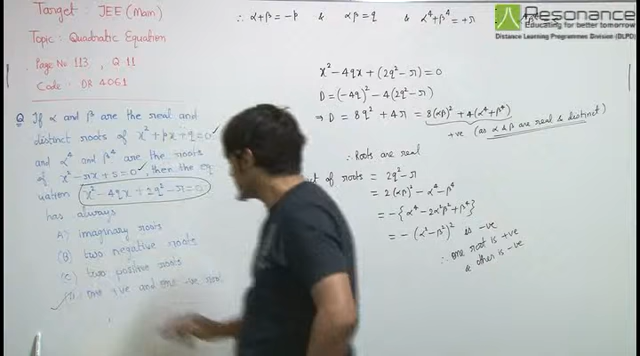 Target : JEE (Main)
Topic : Quadratic Equation
Page No 113, Q 11
Code : DR 4061
Q If α and β are the real and
distinct roots of x² + px + q = 0
and α⁴ and β⁴ are the roots
of x² - rx + s = 0, then the eq
uation x² - 4qx + 2q² - r = 0
has always
A) imaginary roots
(B) two negative roots
(C) two positive roots
(D) one +ve and one -ve root
∴ α+β = -p & αβ = q & α⁴+β⁴ = +r
x² - 4qx + (2q² - r) = 0
D = (-4q)² - 4(2q² - r)
⇒ D = 8q² + 4r = 8(αβ)² + 4(α⁴+β⁴)
+ve (as α & β are real & distinct)
∴ Roots are real
of roots = 2q² - r
= 2(αβ)² - α⁴ - β⁴
= -{α⁴ - 2α²β² + β⁴}
= -(α² - β²)² is -ve
∴ one root is +ve
& other is -ve
Resonance
Educating for better tomorrow
Distance Learning Programmes Division (DLPD)